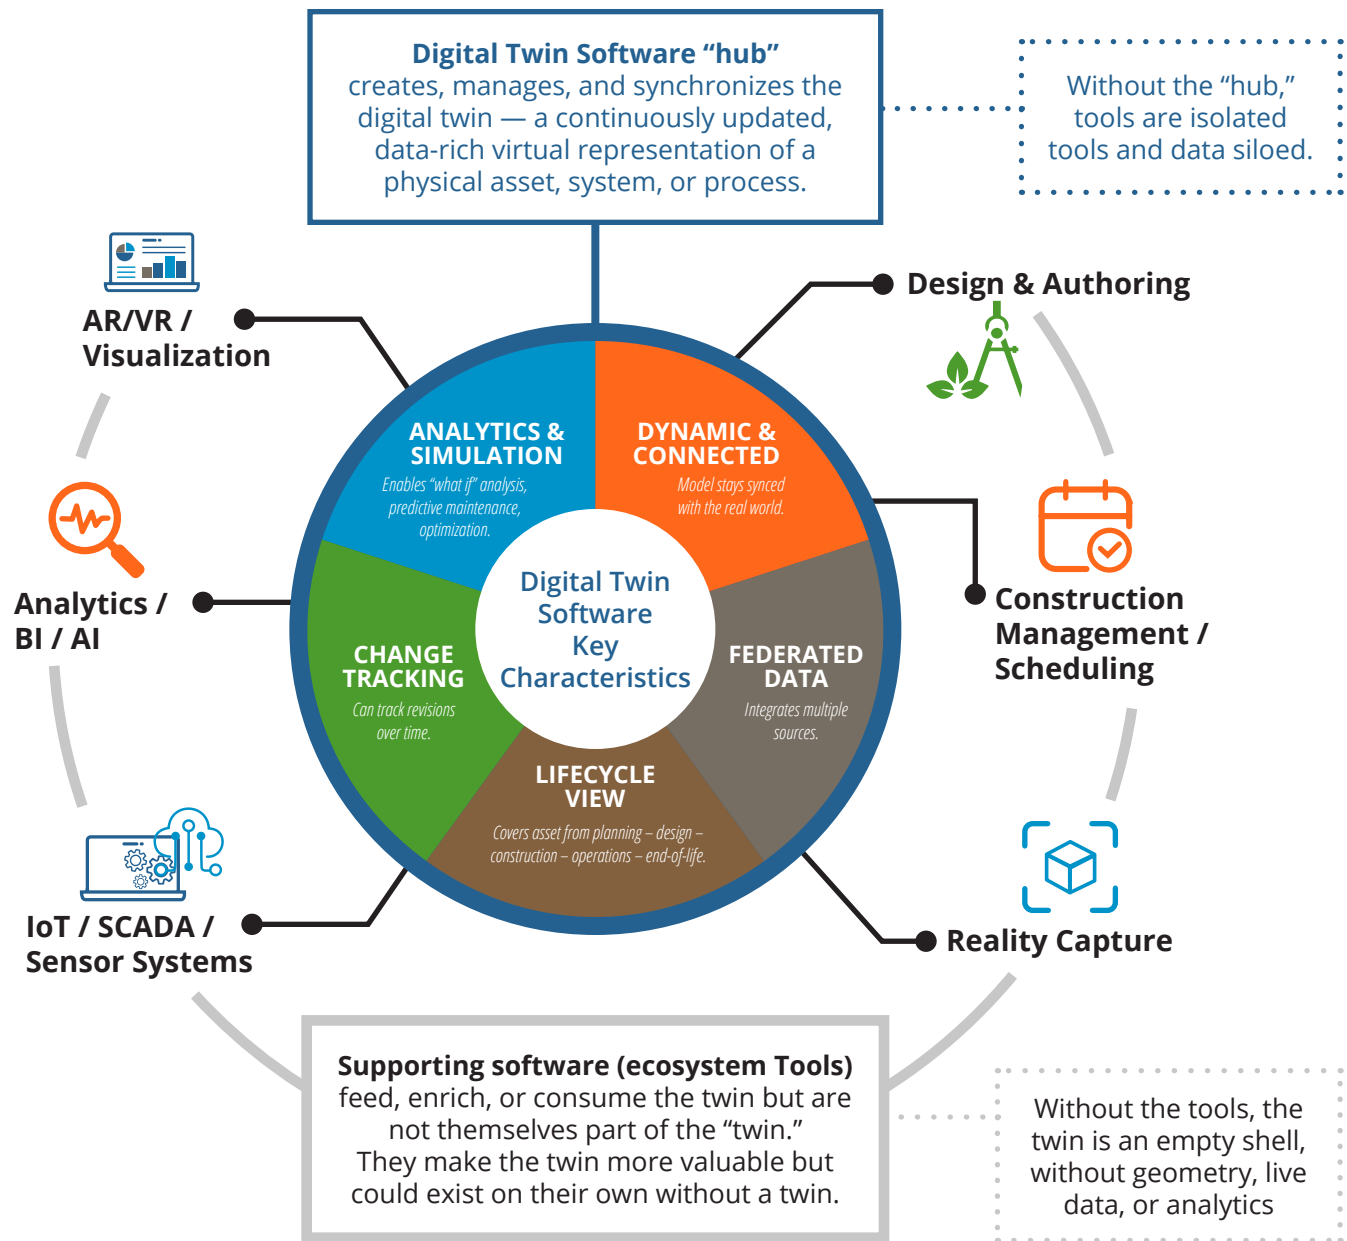 Digital Twin Software “hub”
creates, manages, and synchronizes the
digital twin — a continuously updated,
data-rich virtual representation of a
physical asset, system, or process.
Without the “hub,”
tools are isolated
tools and data siloed.
AR/VR /
Visualization
Design & Authoring
ANALYTICS &
SIMULATION
Enables “what if” analysis,
predictive maintenance,
optimization.
DYNAMIC &
CONNECTED
Model stays synced
with the real world.
Digital Twin
Software
Key
Characteristics
Analytics /
BI / AI
Construction
Management /
Scheduling
CHANGE
TRACKING
Can track revisions
over time.
FEDERATED
DATA
Integrates multiple
sources.
LIFECYCLE
VIEW
Covers asset from planning – design –
construction – operations – end-of-life.
IoT / SCADA /
Sensor Systems
Reality Capture
Supporting software (ecosystem Tools)
feed, enrich, or consume the twin but are
not themselves part of the “twin.”
They make the twin more valuable but
could exist on their own without a twin.
Without the tools, the
twin is an empty shell,
without geometry, live
data, or analytics